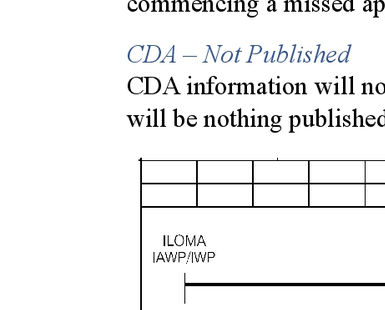 commencing a missed ap
CDA – Not Published
CDA information will no
will be nothing published
ILOMA
IAWP/IWP